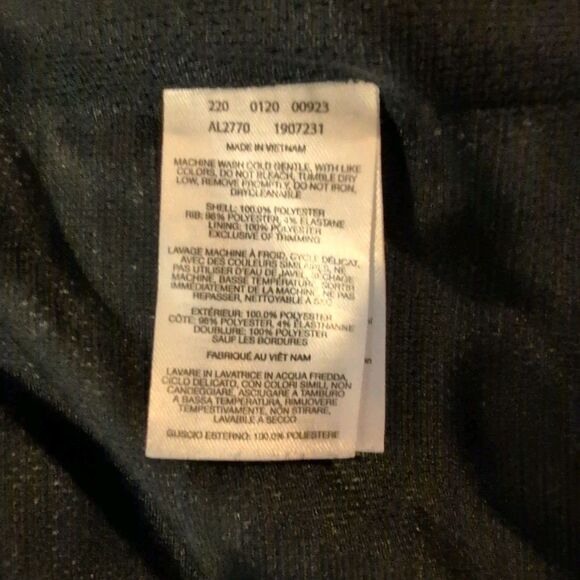 220 0120 00923
AL2770 1907231
MADE IN VIETNAM
MACHINE WASH COLD GENTLE, WITH LIKE
COLORS, DO NOT BLEACH, TUMBLE DRY
LOW, REMOVE PROMPTLY, DO NOT IRON,
DRYCLEANABLE
SHELL: 100.0% POLYESTER
RIB: 96% POLYESTER, 4% ELASTANE
LINING: 100% POLYESTER
EXCLUSIVE OF TRIMMING
LAVAGE MACHINE À FROID, CYCLE DÉLICAT,
AVEC DES COULEURS SIMILAIRES, NE
PAS UTILISER D'EAU DE JAVEL, SÉCHAGE
MACHINE, BASSE TEMPÉRATURE, SORTIR
IMMÉDIATEMENT DE LA MACHINE, NE PAS
REPASSER, NETTOYABLE À SEC
EXTÉRIEUR: 100.0% POLYESTER
CÔTE: 96% POLYESTER, 4% ÉLASTHANNE
DOUBLURE: 100% POLYESTER
SAUF LES BORDURES
FABRIQUÉ AU VIÊT NAM
LAVARE IN LAVATRICE IN ACQUA FREDDA,
CICLO DELICATO, CON COLORI SIMILI, NON
CANDEGGIARE, ASCIUGARE A TAMBURO
A BASSA TEMPERATURA, RIMUOVERE
TEMPESTIVAMENTE, NON STIRARE,
LAVABILE A SECCO
GUSCIO ESTERNO: 100.0% POLIESTERE